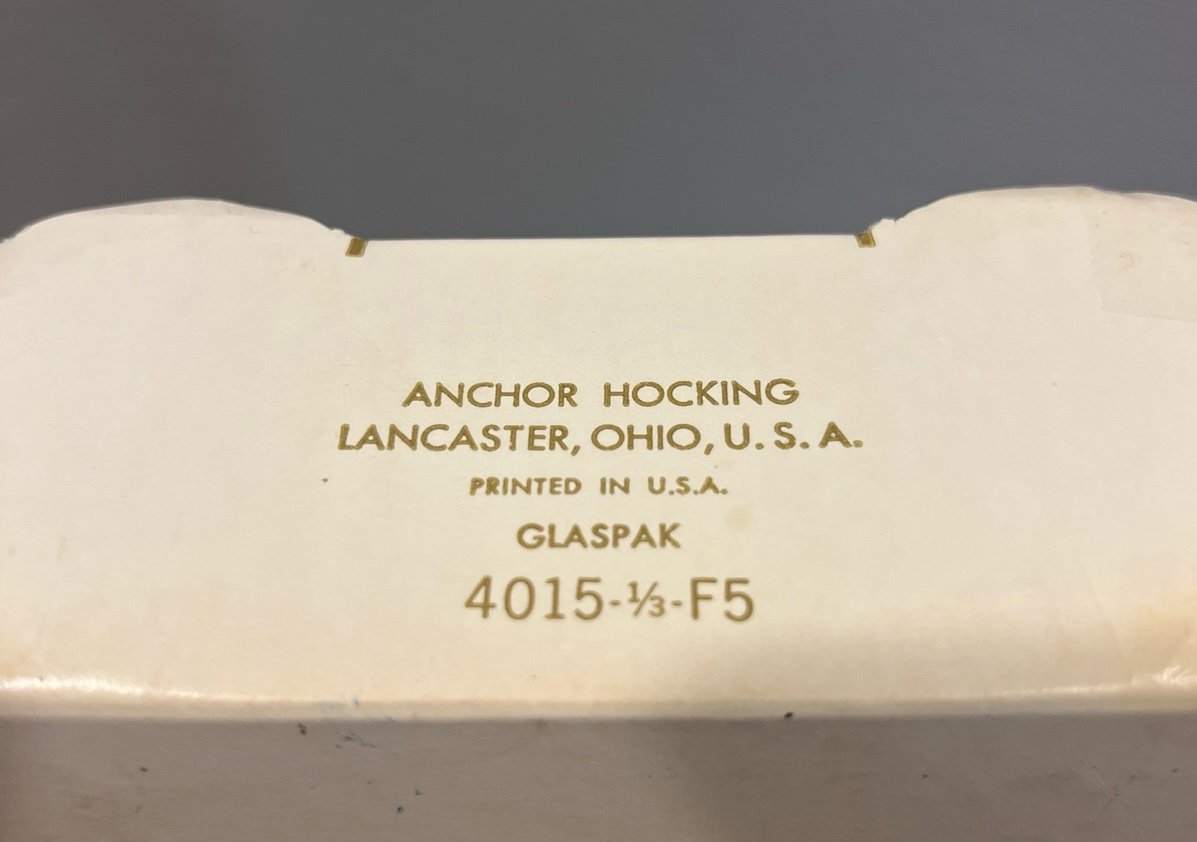 ANCHOR HOCKING
LANCASTER, OHIO, U.S.A.
PRINTED IN U.S.A.
GLASPAK
4015-⅓-F5